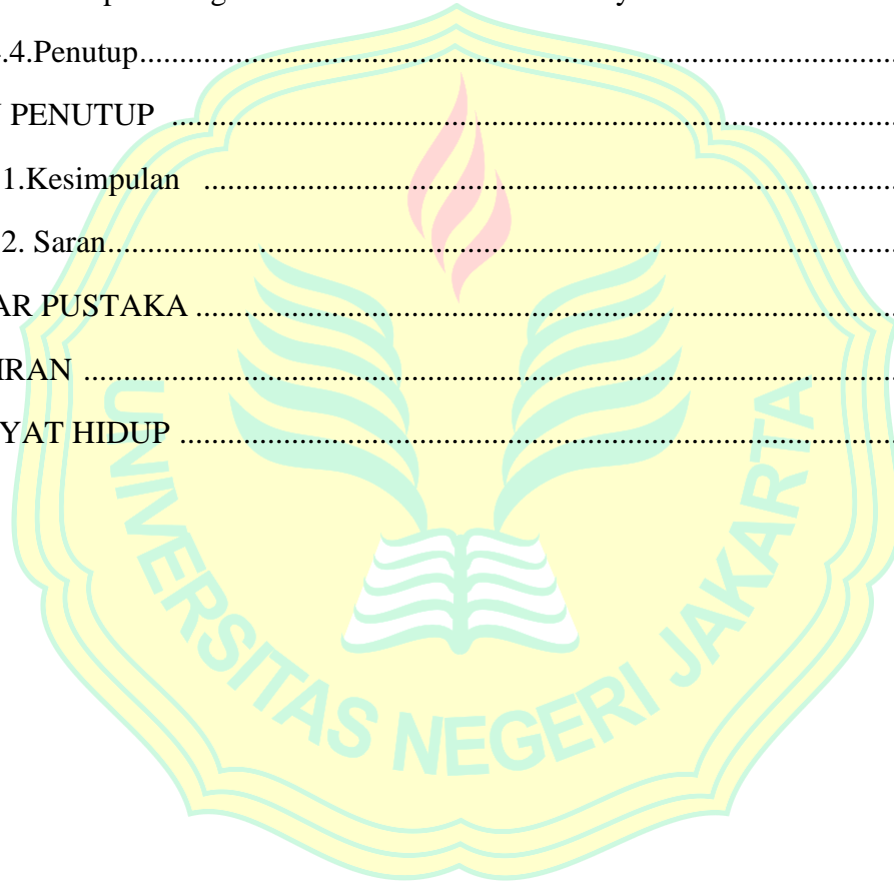 .4.Penutup....................................................................................................
PENUTUP ...........................................................................................
1.Kesimpulan .......................................................................................
2. Saran....................................................................................................
AR PUSTAKA ........................................................................................
IRAN ......................................................................................................
YAT HIDUP ..........................................................................................
UNIVERSITAS NEGERI JAKARTA